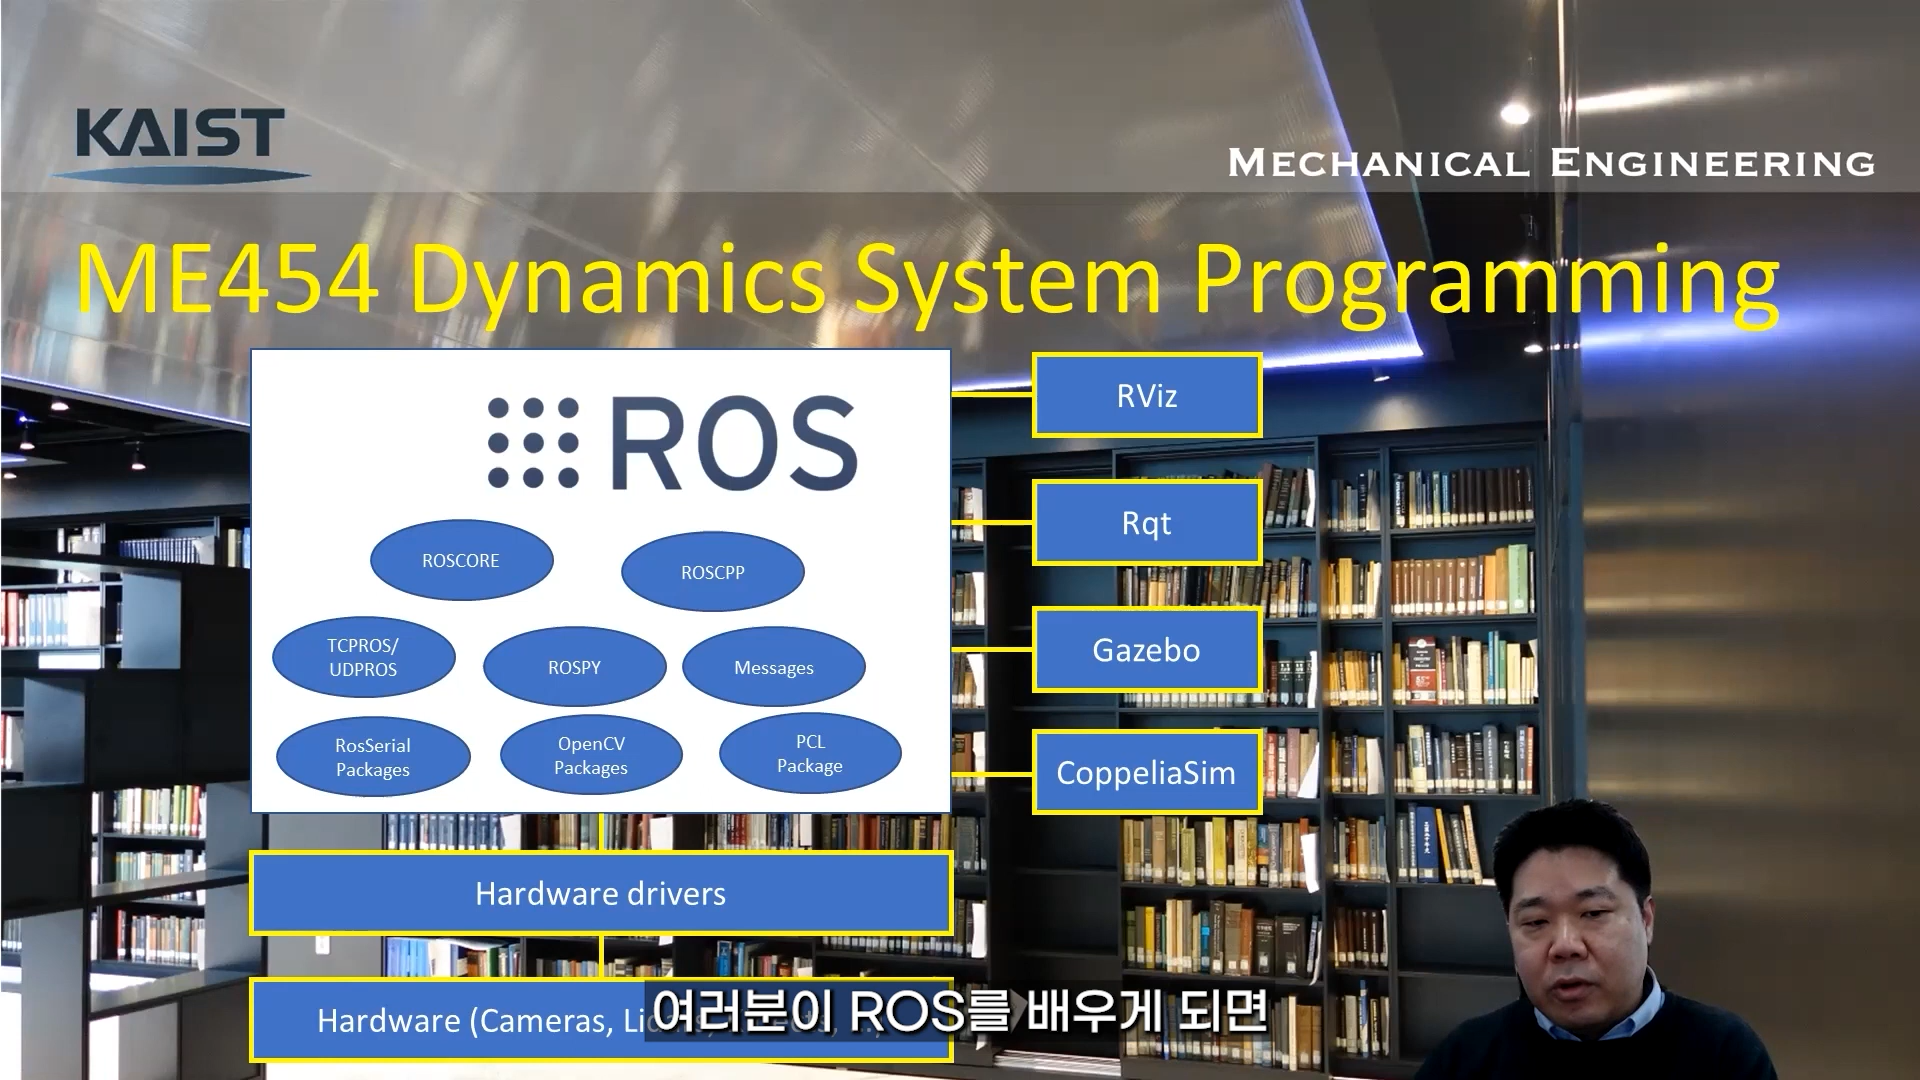 KAIST
MECHANICAL ENGINEERING
ME454 Dynamics System Programming
ROS
ROSCORE
ROSCPP
TCPROS/
UDPROS
ROSPY
Messages
RosSerial
Packages
OpenCV
Packages
PCL
Package
RViz
Rqt
Gazebo
CoppeliaSim
Hardware drivers
Hardware (Cameras,
여러분이 ROS를 배우게 되면